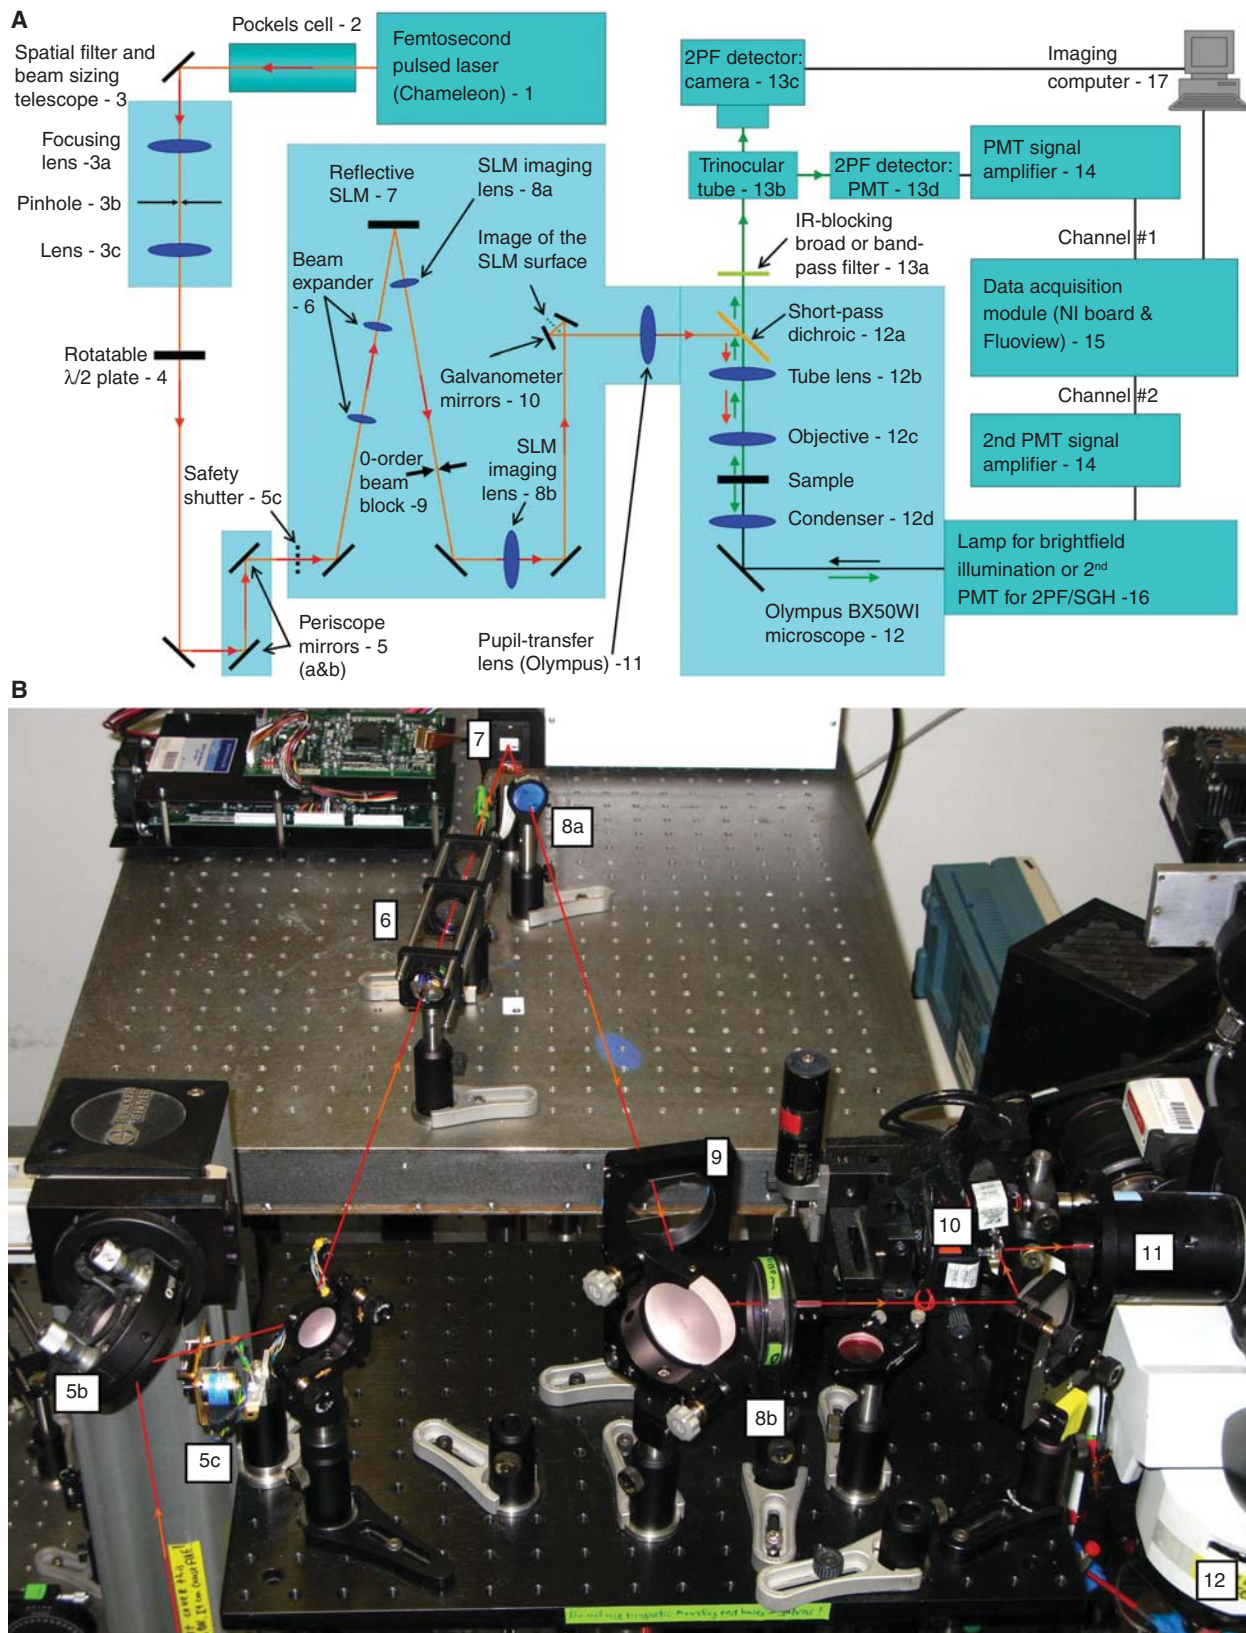 A
Pockels cell - 2
Spatial filter and
beam sizing
telescope - 3
Femtosecond
pulsed laser
(Chameleon) - 1
Focusing
lens -3a
Pinhole - 3b
Lens - 3c
Rotatable
λ/2 plate - 4
Safety
shutter - 5c
Periscope
mirrors - 5
(a&b)
Reflective
SLM - 7
Beam
expander
- 6
SLM imaging
lens - 8a
Image of the
SLM surface
Galvanometer
mirrors - 10
0-order
beam
block -9
SLM
imaging
lens - 8b
Pupil-transfer
lens (Olympus) -11
2PF detector:
camera - 13c
Imaging
computer - 17
Trinocular
tube - 13b
2PF detector:
PMT - 13d
PMT signal
amplifier - 14
IR-blocking
broad or band-
pass filter - 13a
Channel #1
Short-pass
dichroic - 12a
Data acquisition
module (NI board &
Fluoview) - 15
Tube lens - 12b
Channel #2
Objective - 12c
2nd PMT signal
amplifier - 14
Sample
Condenser - 12d
Lamp for brightfield
illumination or 2nd
PMT for 2PF/SGH -16
Olympus BX50WI
microscope - 12
B
7
8a
6
9
10
11
5b
5c
8b
12